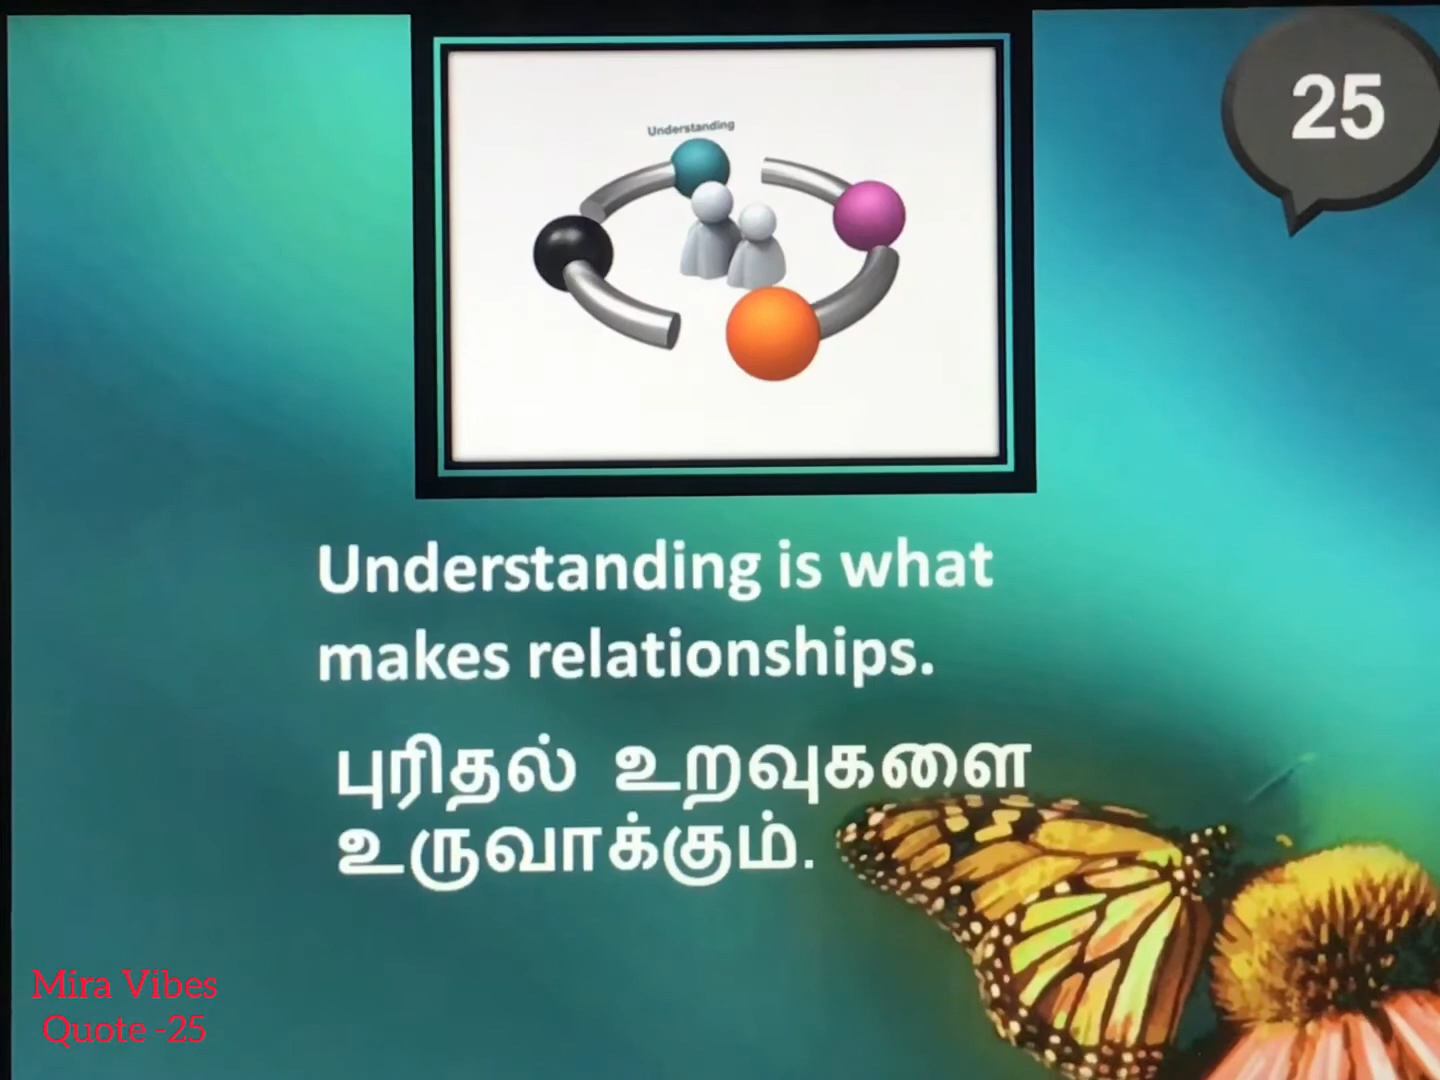 25
Understanding
Understanding is what
makes relationships.
புரிதல் உறவுகளை
உருவாக்கும்.
Mira Vibes
Quote -25